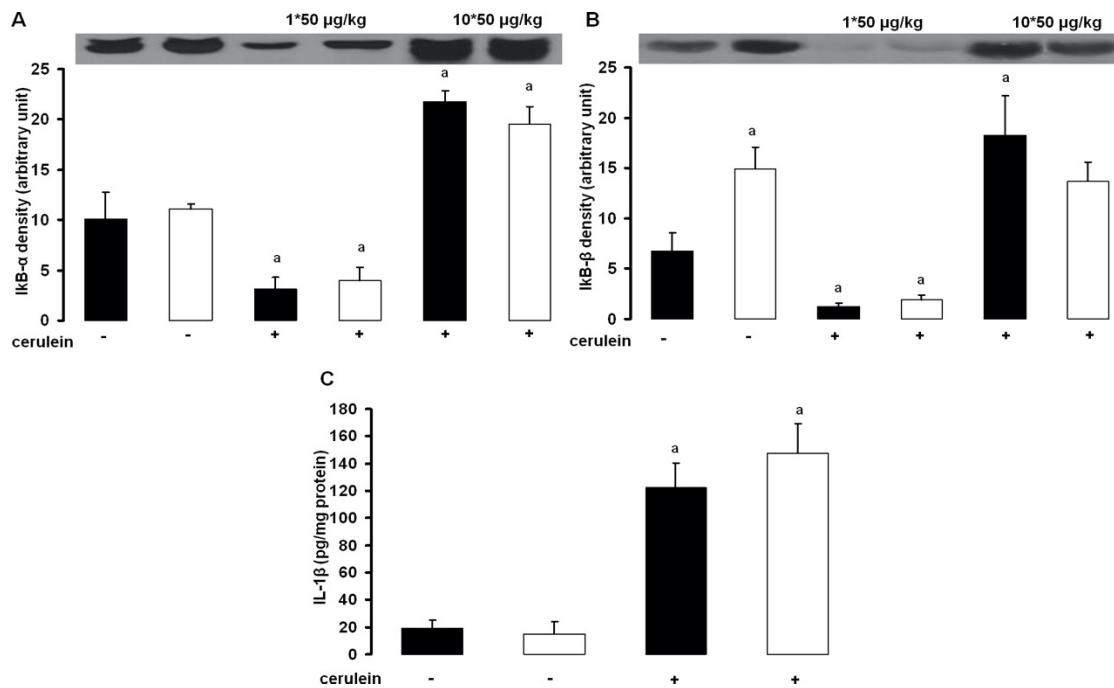 A
1*50 µg/kg
10*50 µg/kg
IkB-α density (arbitrary unit)
25
20
15
10
5
0
a
a
a
a
cerulein
-
-
+
+
+
+
B
1*50 µg/kg
10*50 µg/kg
IkB-β density (arbitrary unit)
25
20
15
10
5
0
a
a
a
a
cerulein
-
-
+
+
+
+
C
IL-1β (pg/mg protein)
180
160
140
120
100
80
60
40
20
0
a
a
cerulein
-
-
+
+